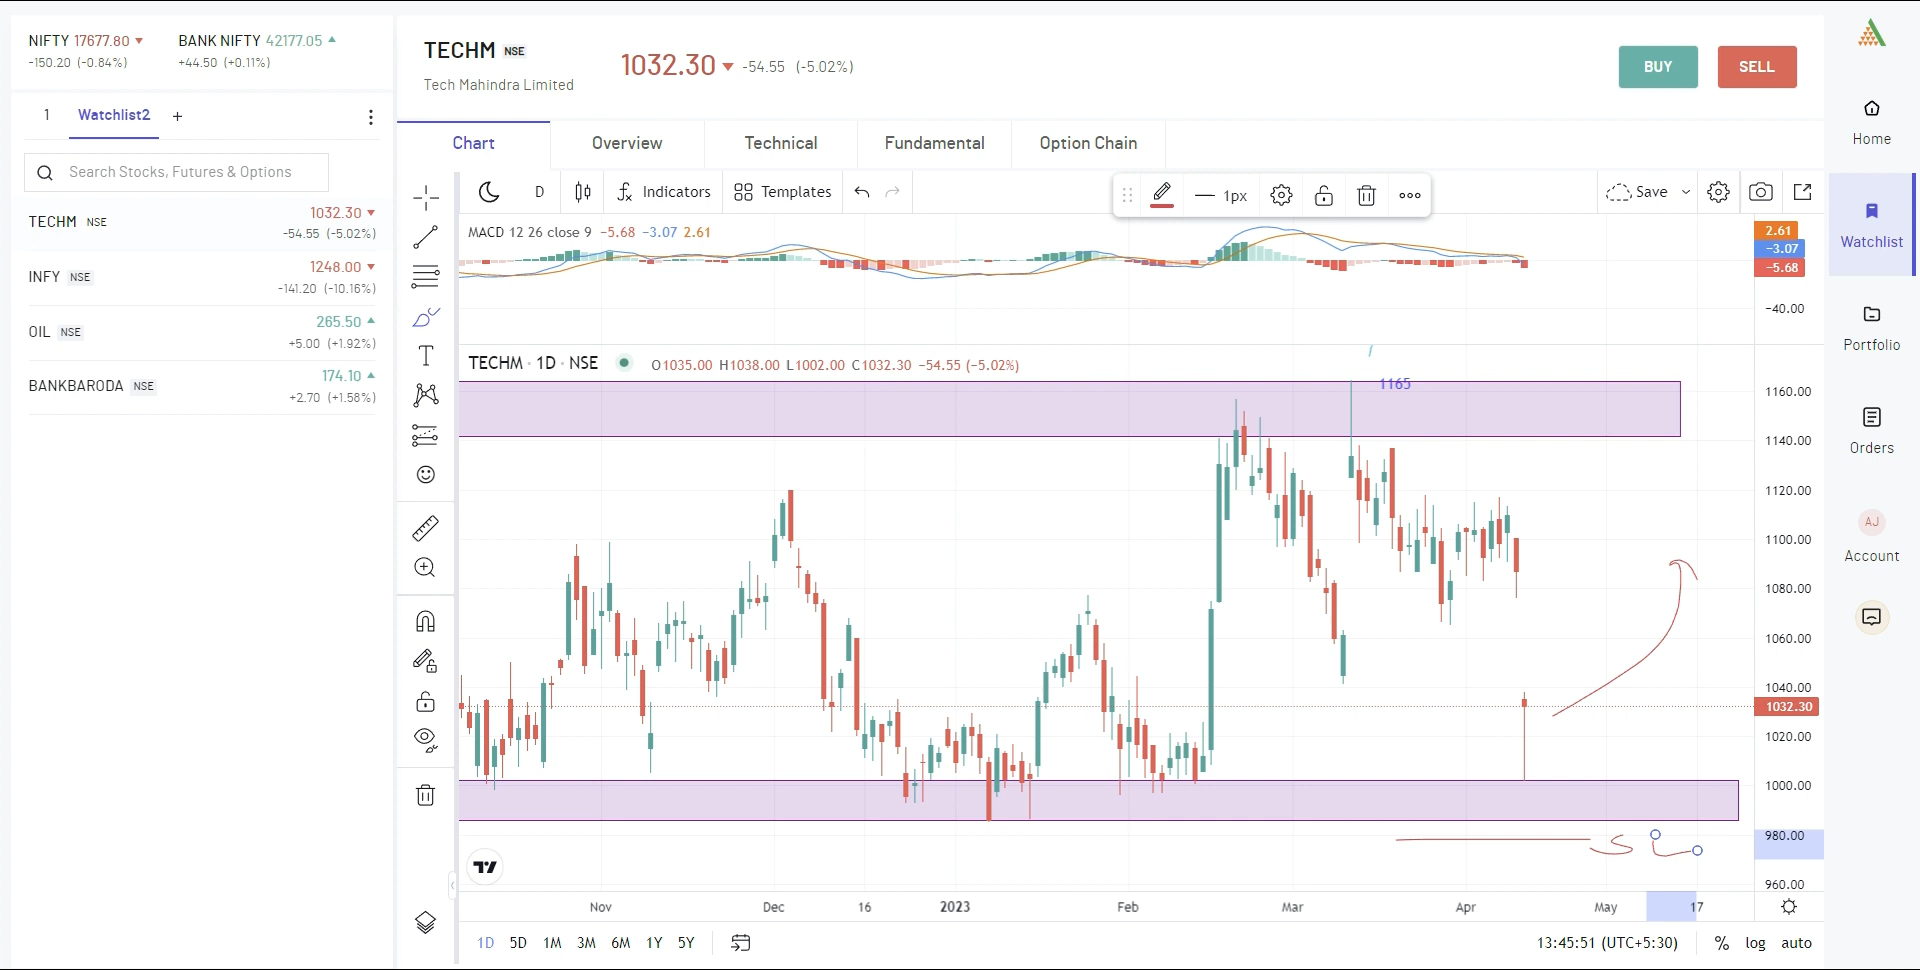 NIFTY 17677.80 BANK NIFTY 42177.05
-150.20 (-0.84%) +44.50 (+0.11%)
1 Watchlist2 +
Search Stocks, Futures & Options
TECHM NSE 1032.30
-54.55 (-5.02%)
INFY NSE 1248.00
-141.20 (-10.16%)
OIL NSE 265.50
+5.00 (+1.92%)
BANKBARODA NSE 174.10
+2.70 (+1.58%)
TECHM NSE
Tech Mahindra Limited
1032.30 -54.55 (-5.02%)
BUY SELL
Chart Overview Technical Fundamental Option Chain
D Indicators Templates 1px Save
MACD 12 26 close 9 −5.68 −3.07 2.61
2.61
−3.07
−5.68
−40.00
TECHM · 1D · NSE O1035.00 H1038.00 L1002.00 C1032.30 −54.55 (−5.02%)
1165
1160.00
1140.00
1120.00
1100.00
1080.00
1060.00
1040.00
1032.30
1020.00
1000.00
980.00
960.00
SL
Nov Dec 16 2023 Feb Mar Apr May 17
1D 5D 1M 3M 6M 1Y 5Y 13:45:51 (UTC+5:30) % log auto
Home
Watchlist
Portfolio
Orders
AJ
Account